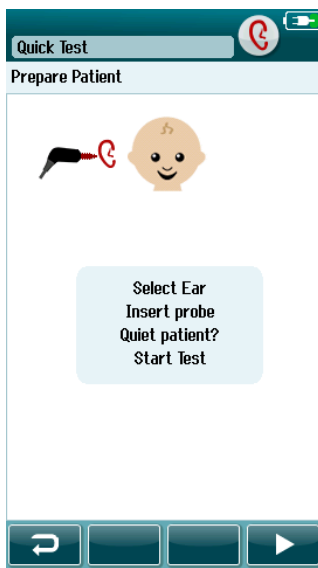 Quick Test
Prepare Patient
Select Ear
Insert probe
Quiet patient?
Start Test